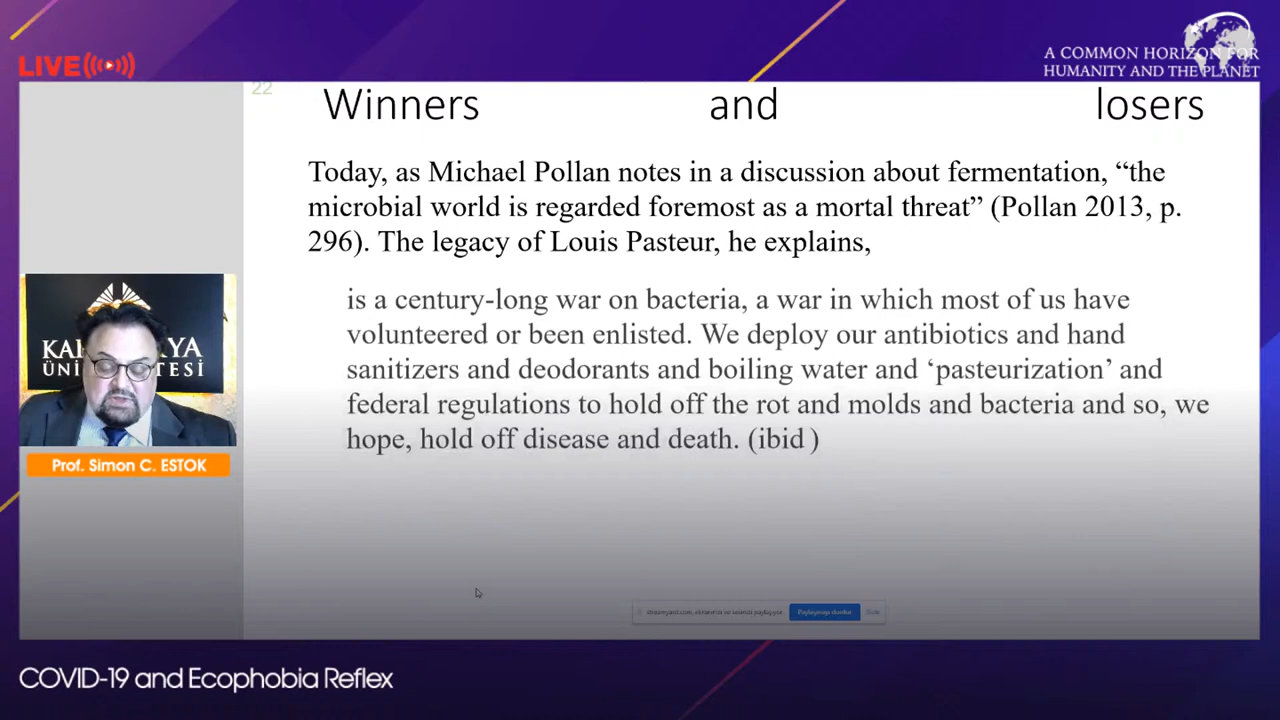 LIVE
A COMMON HORIZON FOR
HUMANITY AND THE PLANET
22
Winners and losers
Today, as Michael Pollan notes in a discussion about fermentation, “the
microbial world is regarded foremost as a mortal threat” (Pollan 2013, p.
296). The legacy of Louis Pasteur, he explains,
is a century-long war on bacteria, a war in which most of us have
volunteered or been enlisted. We deploy our antibiotics and hand
sanitizers and deodorants and boiling water and ‘pasteurization’ and
federal regulations to hold off the rot and molds and bacteria and so, we
hope, hold off disease and death. (ibid )
Prof. Simon C. ESTOK
COVID-19 and Ecophobia Reflex